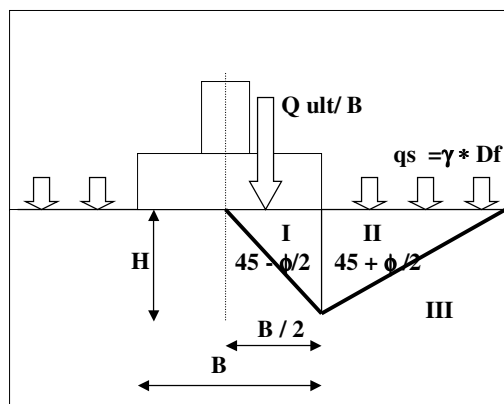 Q ult/ B
qs =γ* Df
I
II
H
45 - ϕ/2
45 + ϕ /2
III
B / 2
B